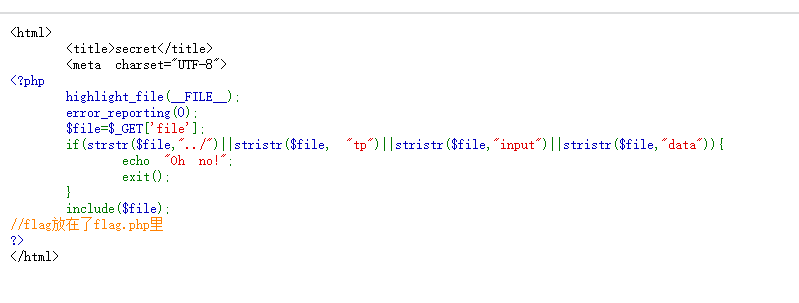 <html>
<title>secret</title>
<meta charset="UTF-8">
<?php
highlight_file(__FILE__);
error_reporting(0);
$file=$_GET['file'];
if(strstr($file,"../")||stristr($file, "tp")||stristr($file,"input")||stristr($file,"data")){
echo "Oh no!";
exit();
}
include($file);
//flag放在了flag.php里
?>
</html>